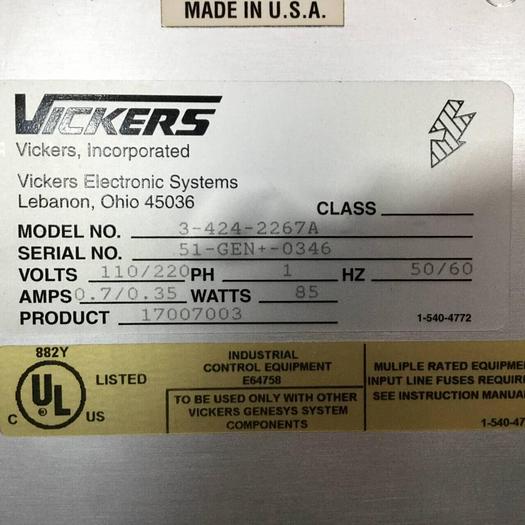 MADE IN U.S.A.
VICKERS
Vickers, Incorporated
Vickers Electronic Systems
Lebanon, Ohio 45036
CLASS
MODEL NO. 3-424-2267A
SERIAL NO. 51-GEN+-0346
VOLTS 110/220 PH 1 HZ 50/60
AMPS 0.7/0.35 WATTS 85
PRODUCT 17007003
1-540-4772
882Y
UL
®
C US
LISTED
INDUSTRIAL
CONTROL EQUIPMENT
E64758
TO BE USED ONLY WITH OTHER
VICKERS GENESYS SYSTEM
COMPONENTS
MULIPLE RATED EQUIPME
INPUT LINE FUSES REQUIR
SEE INSTRUCTION MANUA
1-540-47